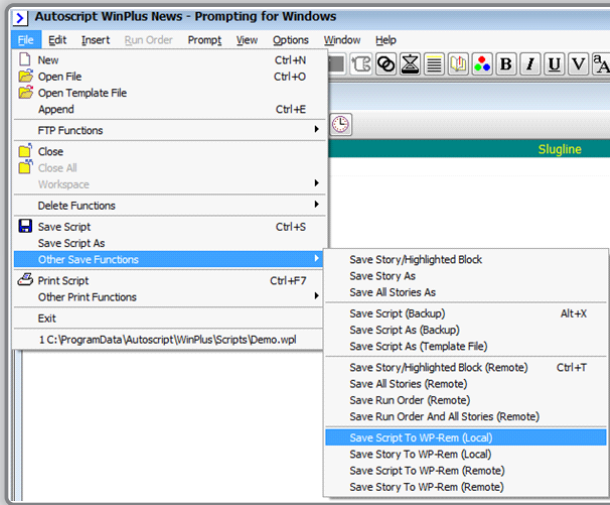 Autoscript WinPlus News - Prompting for Windows
File Edit Insert Run Order Prompt View Options Window Help
New Ctrl+N
Open File Ctrl+O
Open Template File
Append Ctrl+E
FTP Functions
Close
Close All
Workspace
Delete Functions
Save Script Ctrl+S
Save Script As
Other Save Functions
Print Script Ctrl+F7
Other Print Functions
Exit
1 C:\ProgramData\Autoscript\WinPlus\Scripts\Demo.wpl
B I U V aA
Slugline
Save Story/Highlighted Block
Save Story As
Save All Stories As
Save Script (Backup) Alt+X
Save Script As (Backup)
Save Script As (Template File)
Save Story/Highlighted Block (Remote) Ctrl+T
Save All Stories (Remote)
Save Run Order (Remote)
Save Run Order And All Stories (Remote)
Save Script To WP-Rem (Local)
Save Story To WP-Rem (Local)
Save Script To WP-Rem (Remote)
Save Story To WP-Rem (Remote)